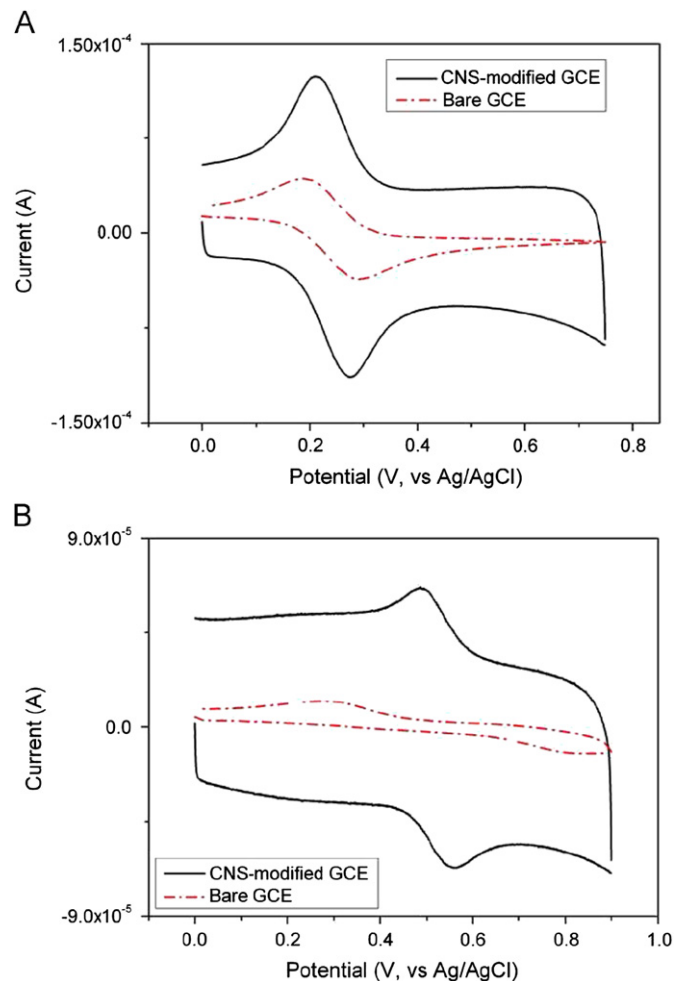 A
1.50x10⁻⁴
CNS-modified GCE
Bare GCE
0.00
Current (A)
-1.50x10⁻⁴
0.0 0.2 0.4 0.6 0.8
Potential (V, vs Ag/AgCl)
B
9.0x10⁻⁵
0.0
Current (A)
CNS-modified GCE
Bare GCE
-9.0x10⁻⁵
0.0 0.2 0.4 0.6 0.8 1.0
Potential (V, vs Ag/AgCl)